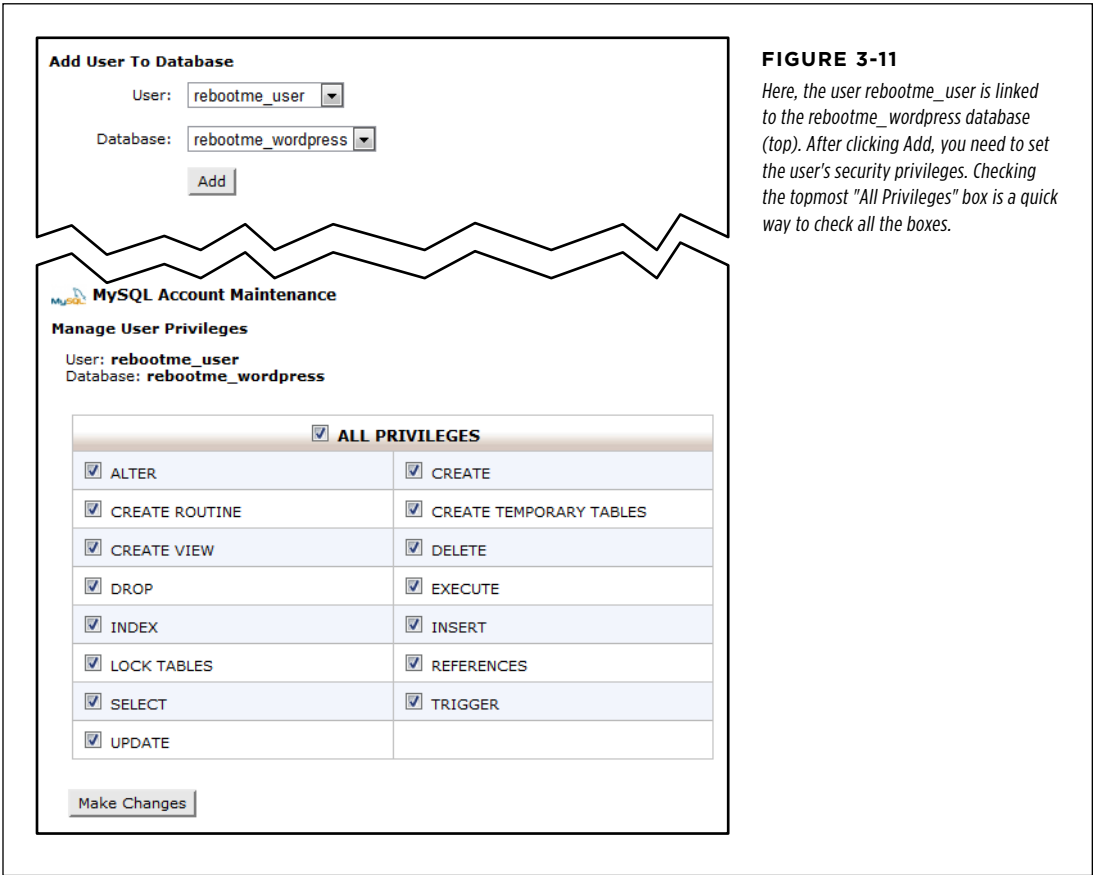 Add User To Database
User: rebootme_user
Database: rebootme_wordpress
Add
MySQL MySQL Account Maintenance
Manage User Privileges
User: rebootme_user
Database: rebootme_wordpress
ALL PRIVILEGES
ALTER CREATE
CREATE ROUTINE CREATE TEMPORARY TABLES
CREATE VIEW DELETE
DROP EXECUTE
INDEX INSERT
LOCK TABLES REFERENCES
SELECT TRIGGER
UPDATE
Make Changes
FIGURE 3-11
Here, the user rebootme_user is linked
to the rebootme_wordpress database
(top). After clicking Add, you need to set
the user's security privileges. Checking
the topmost "All Privileges" box is a quick
way to check all the boxes.